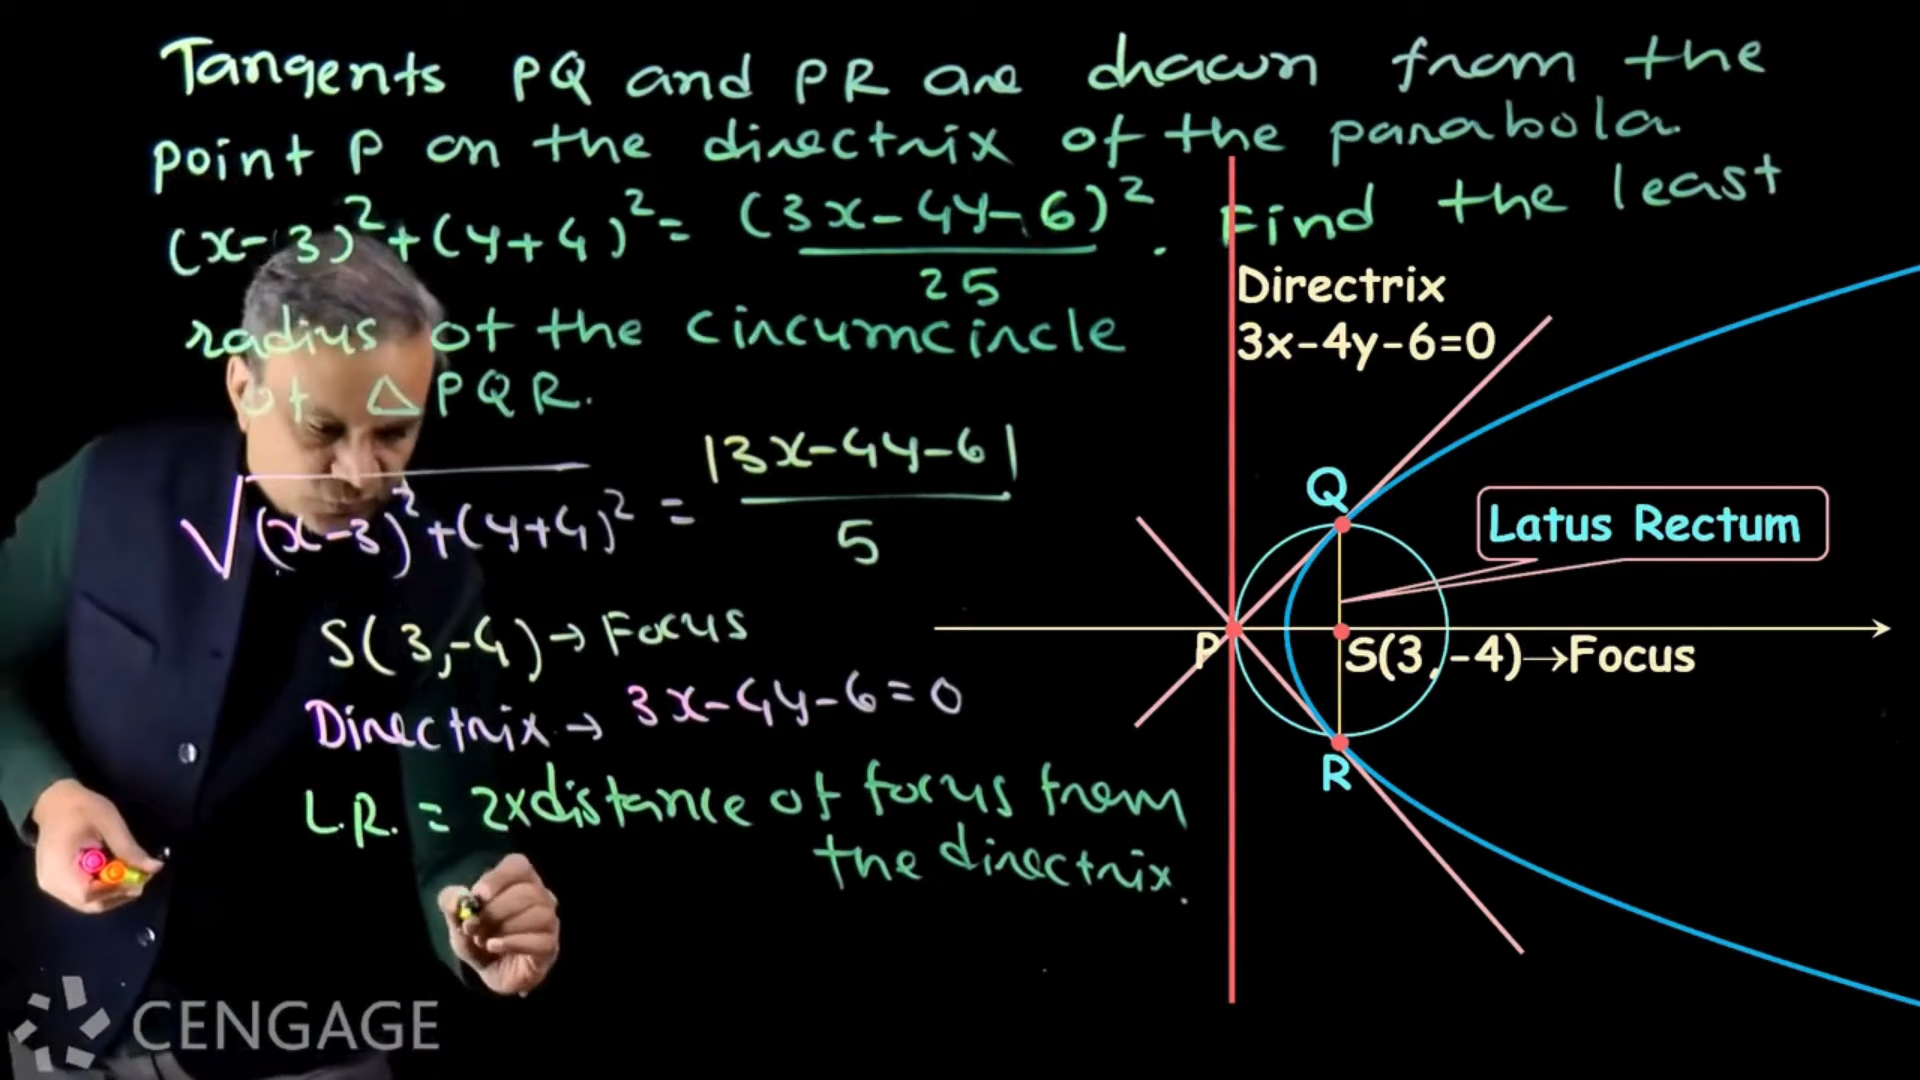 Tangents PQ and PR are drawn from the
point P on the directrix of the parabola
(x-3)²+(y+4)²= (3x-4y-6)²/25 . Find the least
radius of the circumcircle
of △PQR.
√(x-3)²+(y+4)² = |3x-4y-6|/5
S(3,-4)→Focus
Directrix→ 3x-4y-6=0
L.R. = 2xdistance of focus from
the directrix.
Directrix
3x-4y-6=0
Q
Latus Rectum
P
S(3,-4)→Focus
R
CENGAGE